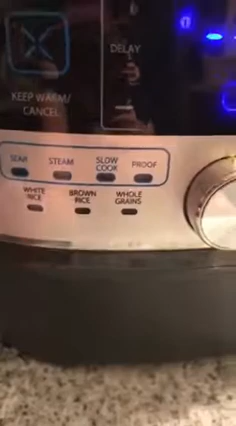 DELAY
KEEP WARM/
CANCEL
SEAR STEAM SLOW COOK PROOF
WHITE RICE BROWN RICE WHOLE GRAINS